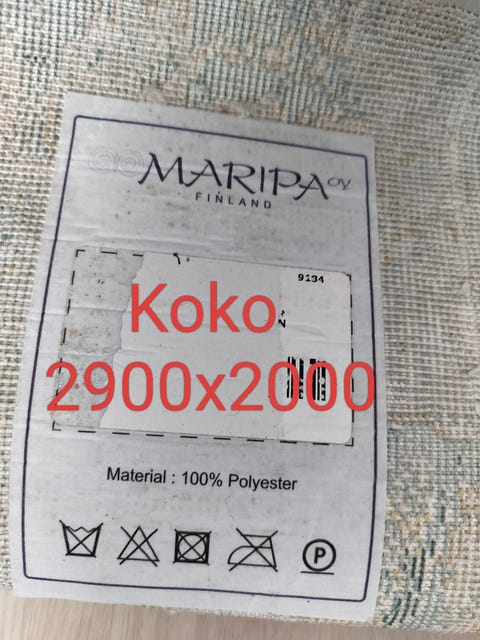 MARIPA OY
FINLAND
9134
N
Koko
2900x2000
Material : 100% Polyester
P